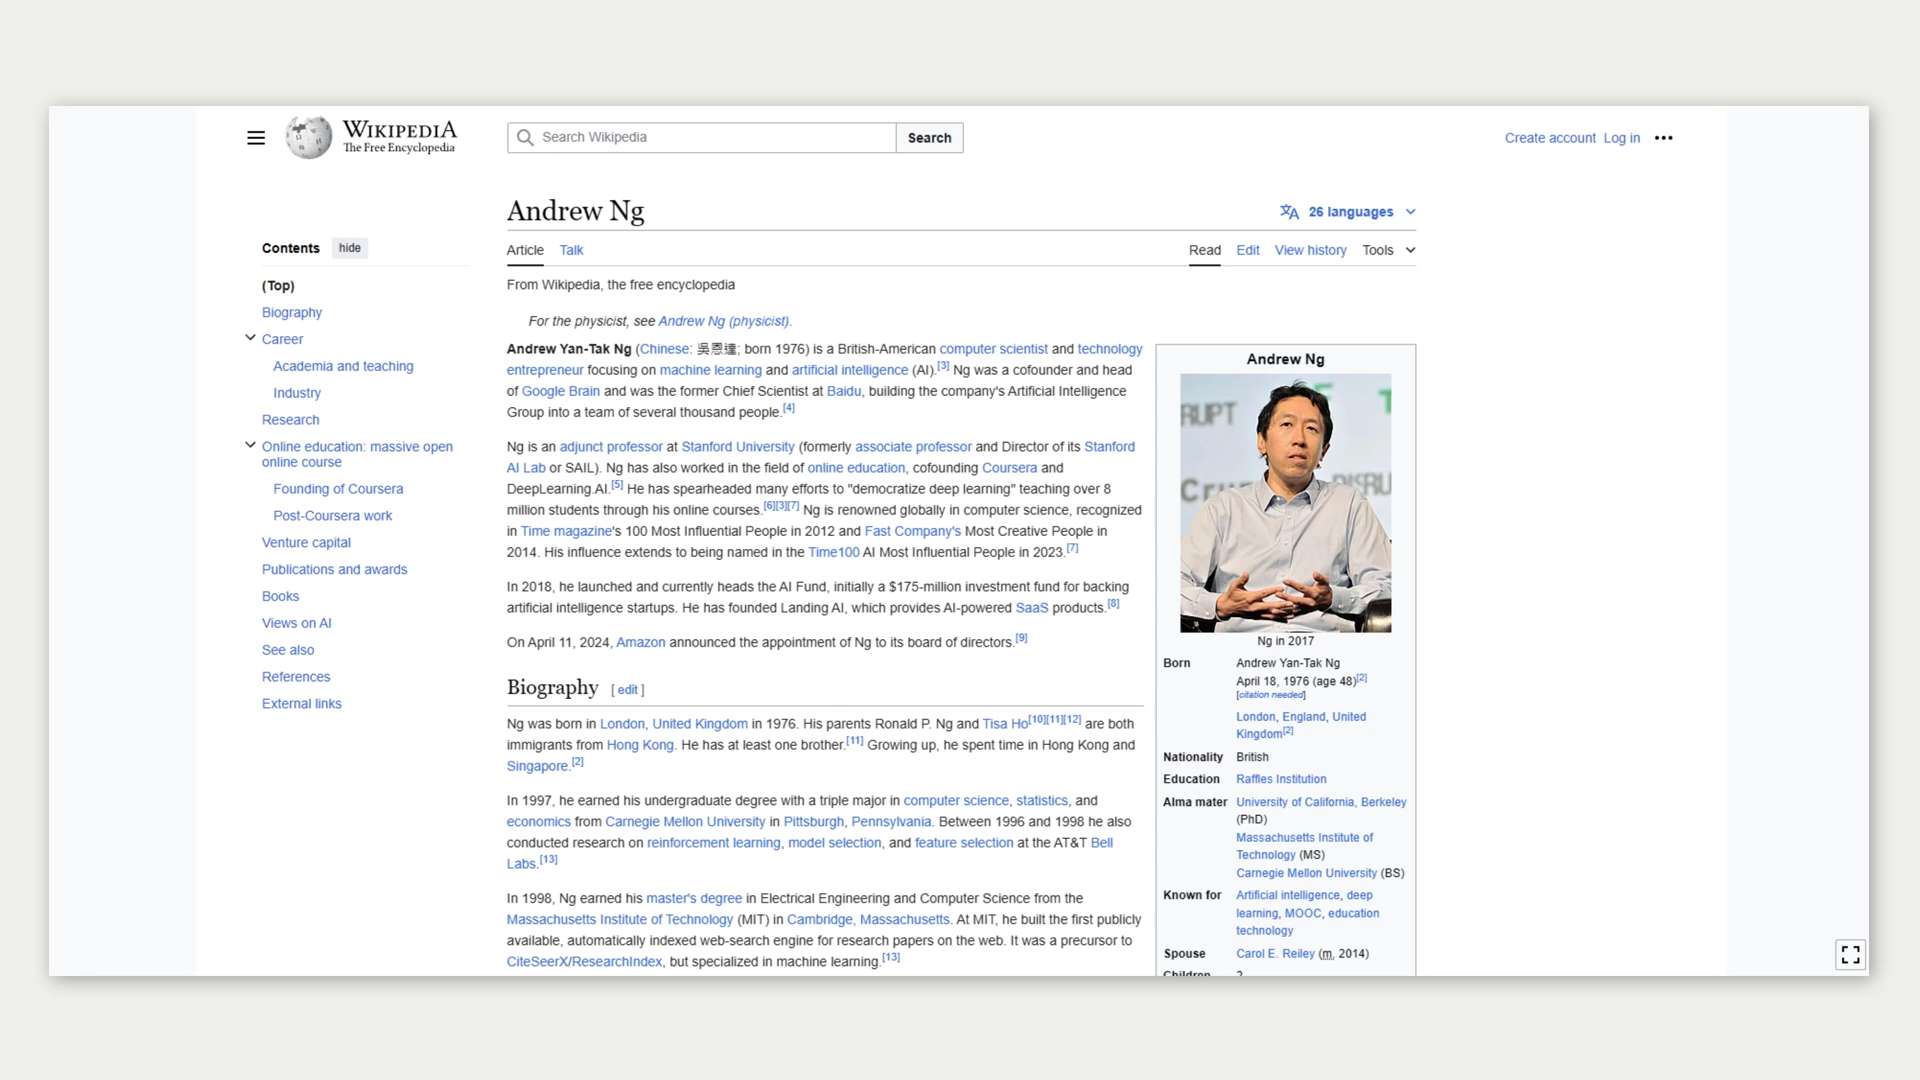 WIKIPEDIA
The Free Encyclopedia
Search Wikipedia
Search
Create account
Log in
Contents
hide
(Top)
Biography
Career
Academia and teaching
Industry
Research
Online education: massive open
online course
Founding of Coursera
Post-Coursera work
Venture capital
Publications and awards
Books
Views on AI
See also
References
External links
Andrew Ng
26 languages
Article
Talk
Read
Edit
View history
Tools
From Wikipedia, the free encyclopedia
For the physicist, see Andrew Ng (physicist).
Andrew Yan-Tak Ng (Chinese: 吳恩達; born 1976) is a British-American computer scientist and technology
entrepreneur focusing on machine learning and artificial intelligence (AI).[3] Ng was a cofounder and head
of Google Brain and was the former Chief Scientist at Baidu, building the company's Artificial Intelligence
Group into a team of several thousand people.[4]
Ng is an adjunct professor at Stanford University (formerly associate professor and Director of its Stanford
AI Lab or SAIL). Ng has also worked in the field of online education, cofounding Coursera and
DeepLearning.AI.[5] He has spearheaded many efforts to "democratize deep learning" teaching over 8
million students through his online courses.[6][3][7] Ng is renowned globally in computer science, recognized
in Time magazine's 100 Most Influential People in 2012 and Fast Company's Most Creative People in
2014. His influence extends to being named in the Time100 AI Most Influential People in 2023.[7]
In 2018, he launched and currently heads the AI Fund, initially a $175-million investment fund for backing
artificial intelligence startups. He has founded Landing AI, which provides AI-powered SaaS products.[8]
On April 11, 2024, Amazon announced the appointment of Ng to its board of directors.[9]
Biography [ edit ]
Ng was born in London, United Kingdom in 1976. His parents Ronald P. Ng and Tisa Ho[10][11][12] are both
immigrants from Hong Kong. He has at least one brother.[11] Growing up, he spent time in Hong Kong and
Singapore.[2]
In 1997, he earned his undergraduate degree with a triple major in computer science, statistics, and
economics from Carnegie Mellon University in Pittsburgh, Pennsylvania. Between 1996 and 1998 he also
conducted research on reinforcement learning, model selection, and feature selection at the AT&T Bell
Labs.[13]
In 1998, Ng earned his master's degree in Electrical Engineering and Computer Science from the
Massachusetts Institute of Technology (MIT) in Cambridge, Massachusetts. At MIT, he built the first publicly
available, automatically indexed web-search engine for research papers on the web. It was a precursor to
CiteSeerX/ResearchIndex, but specialized in machine learning.[13]
Andrew Ng
RUPT
Cru
DISRU
Ng in 2017
Born Andrew Yan-Tak Ng
April 18, 1976 (age 48)[2]
[citation needed]
London, England, United
Kingdom[2]
Nationality British
Education Raffles Institution
Alma mater University of California, Berkeley
(PhD)
Massachusetts Institute of
Technology (MS)
Carnegie Mellon University (BS)
Known for Artificial intelligence, deep
learning, MOOC, education
technology
Spouse Carol E. Reiley (m. 2014)
Children 2